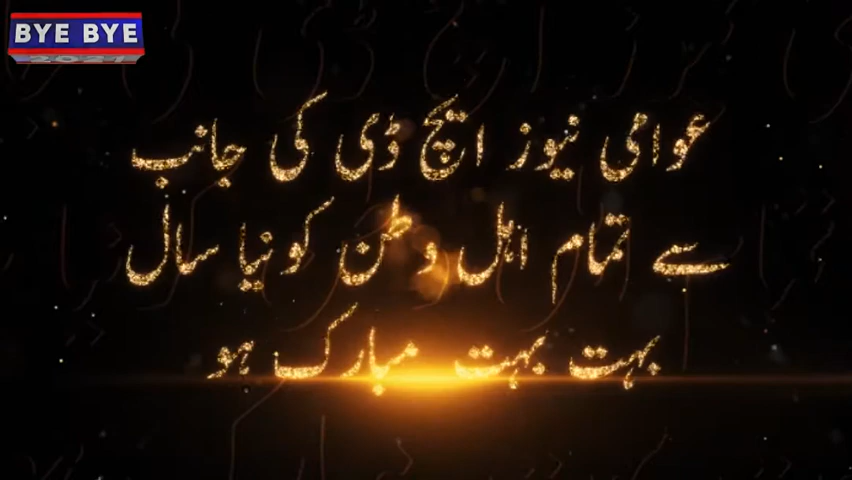 BYE BYE
2021
عوامی نیوز ایچ ڈی کی جانب
سے تمام اہل وطن کو نیا سال
بہت بہت مبارک ہو